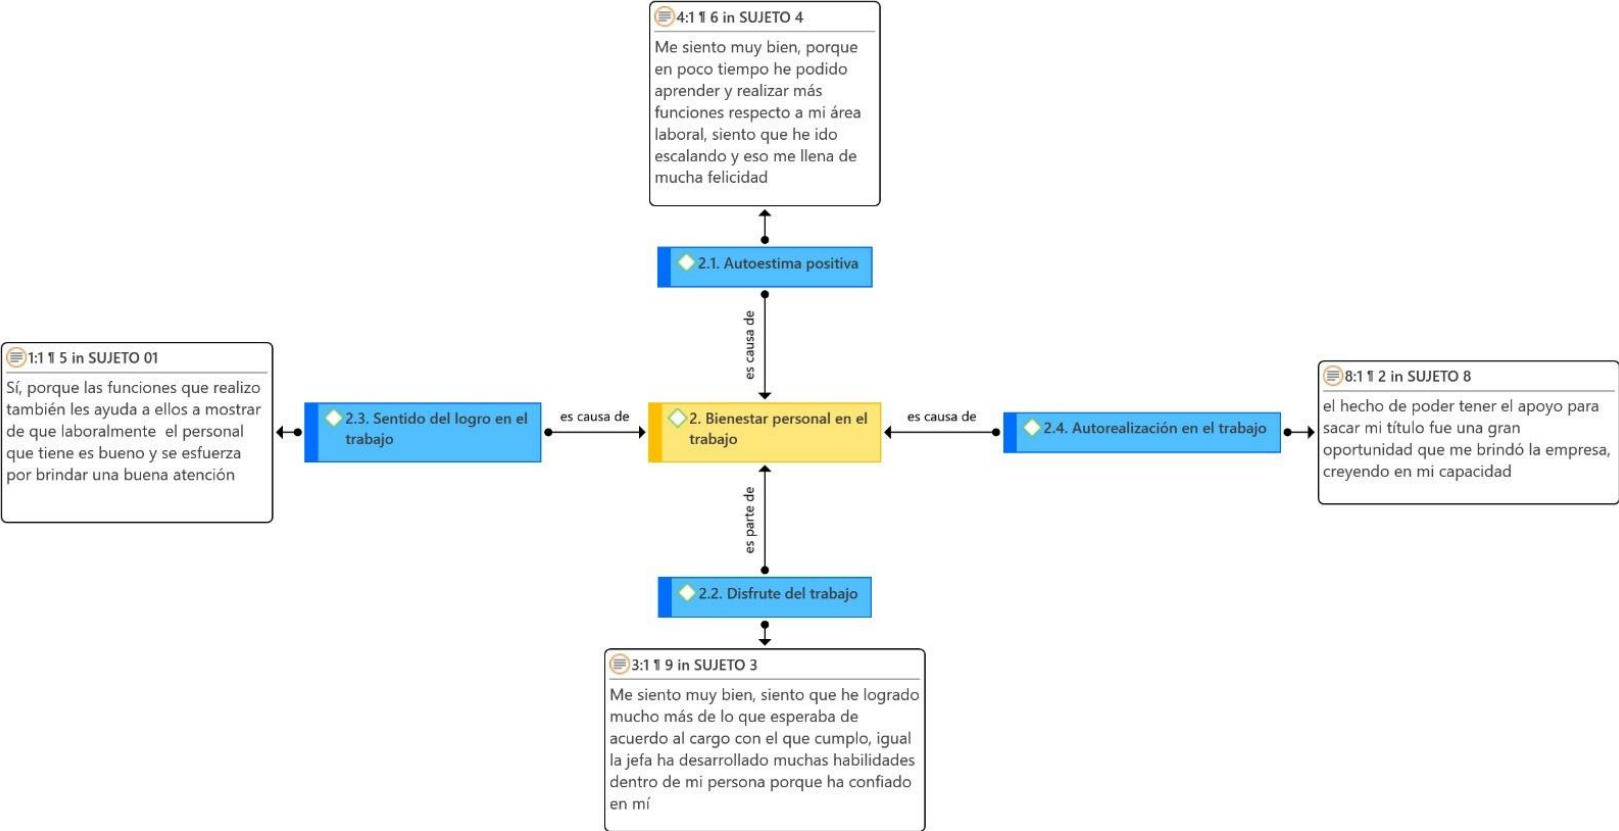 4:1 ¶ 6 in SUJETO 4
Me siento muy bien, porque
en poco tiempo he podido
aprender y realizar más
funciones respecto a mi área
laboral, siento que he ido
escalando y eso me llena de
mucha felicidad
2.1. Autoestima positiva
es causa de
1:1 ¶ 5 in SUJETO 01
Sí, porque las funciones que realizo
también les ayuda a ellos a mostrar
de que laboralmente el personal
que tiene es bueno y se esfuerza
por brindar una buena atención
2.3. Sentido del logro en el
trabajo
es causa de
2. Bienestar personal en el
trabajo
es causa de
2.4. Autorealización en el trabajo
8:1 ¶ 2 in SUJETO 8
el hecho de poder tener el apoyo para
sacar mi título fue una gran
oportunidad que me brindó la empresa,
creyendo en mi capacidad
es parte de
2.2. Disfrute del trabajo
3:1 ¶ 9 in SUJETO 3
Me siento muy bien, siento que he logrado
mucho más de lo que esperaba de
acuerdo al cargo con el que cumplo, igual
la jefa ha desarrollado muchas habilidades
dentro de mi persona porque ha confiado
en mí